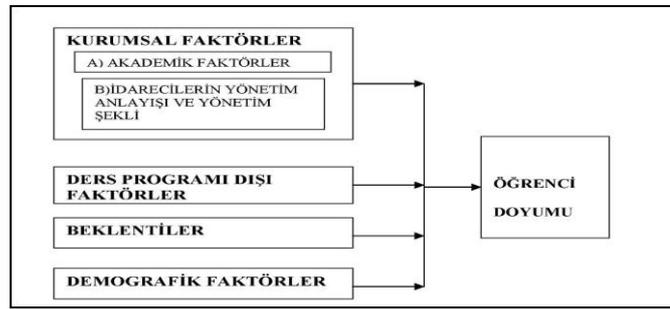 KURUMSAL FAKTÖRLER
A) AKADEMİK FAKTÖRLER
B)İDARECİLERİN YÖNETİM
ANLAYIŞI VE YÖNETİM
ŞEKLİ
DERS PROGRAMI DIŞI
FAKTÖRLER
BEKLENTİLER
DEMOGRAFİK FAKTÖRLER
ÖĞRENCİ
DOYUMU